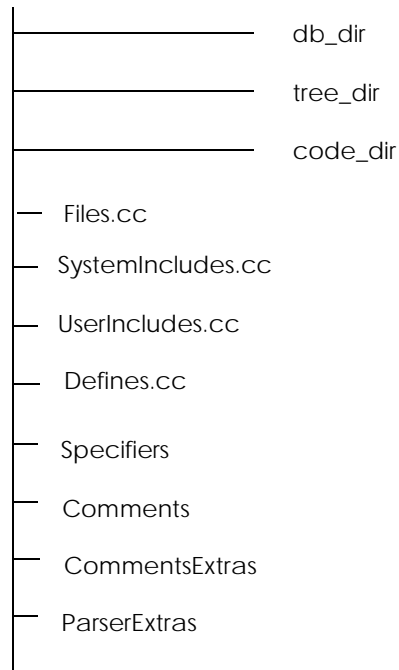 db_dir
tree_dir
code_dir
Files.cc
SystemIncludes.cc
UserIncludes.cc
Defines.cc
Specifiers
Comments
CommentsExtras
ParserExtras